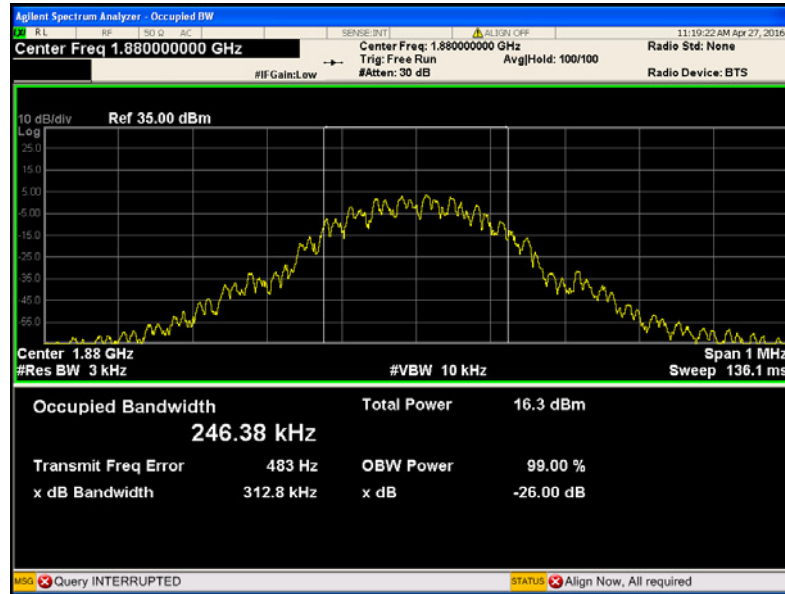 Agilent Spectrum Analyzer - Occupied BW
RL RF 50 Ω AC SENSE:INT ALIGN OFF 11:19:22 AM Apr 27, 2016
Center Freq 1.880000000 GHz Center Freq: 1.880000000 GHz Radio Std: None
Trig: Free Run Avg|Hold: 100/100
#IFGain:Low #Atten: 30 dB Radio Device: BTS
10 dB/div Ref 35.00 dBm
Log
25.0
15.0
5.00
-5.00
-15.0
-25.0
-35.0
-45.0
-55.0
Center 1.88 GHz Span 1 MHz
#Res BW 3 kHz #VBW 10 kHz Sweep 136.1 ms
Occupied Bandwidth Total Power 16.3 dBm
246.38 kHz
Transmit Freq Error 483 Hz OBW Power 99.00 %
x dB Bandwidth 312.8 kHz x dB -26.00 dB
MSG Query INTERRUPTED STATUS Align Now, All required